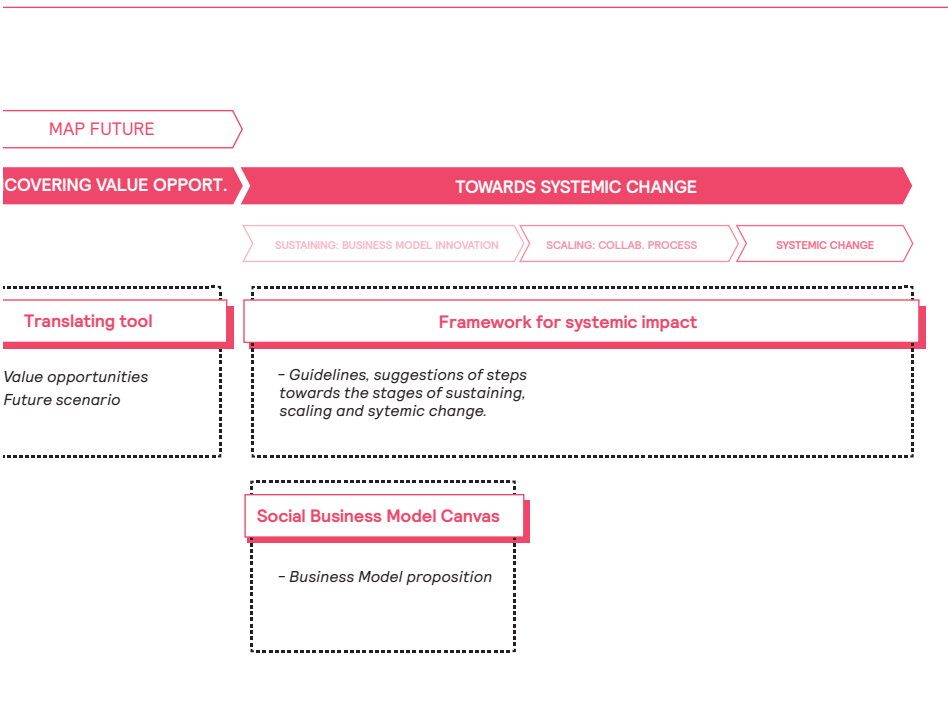 MAP FUTURE
COVERING VALUE OPPORT.
TOWARDS SYSTEMIC CHANGE
SUSTAINING: BUSINESS MODEL INNOVATION
SCALING: COLLAB. PROCESS
SYSTEMIC CHANGE
Translating tool
Framework for systemic impact
Value opportunities
Future scenario
- Guidelines, suggestions of steps
towards the stages of sustaining,
scaling and sytemic change.
Social Business Model Canvas
- Business Model proposition